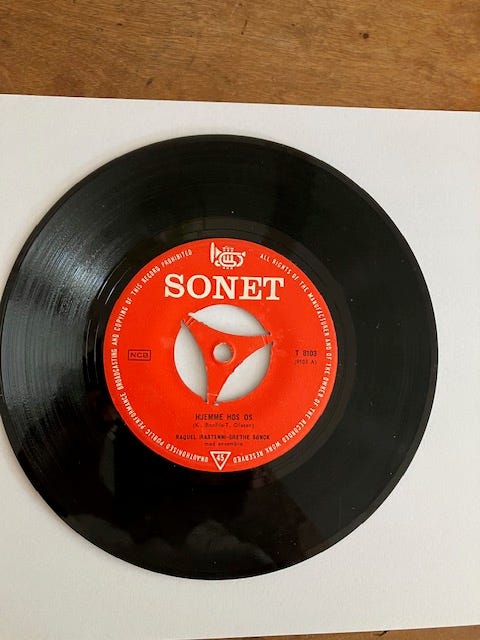 UNAUTHORISED PUBLIC PERFORMANCE BROADCASTING AND COPYING OF THIS RECORD PROHIBITED
ALL RIGHTS OF THE MANUFACTURER AND OF THE OWNER OF THE RECORDED WORK RESERVED
SONET
NCB
T 8103
HJEMME HOS OS
RAQUEL RASTENNI-GRETHE SØNCK
med ensemble
45